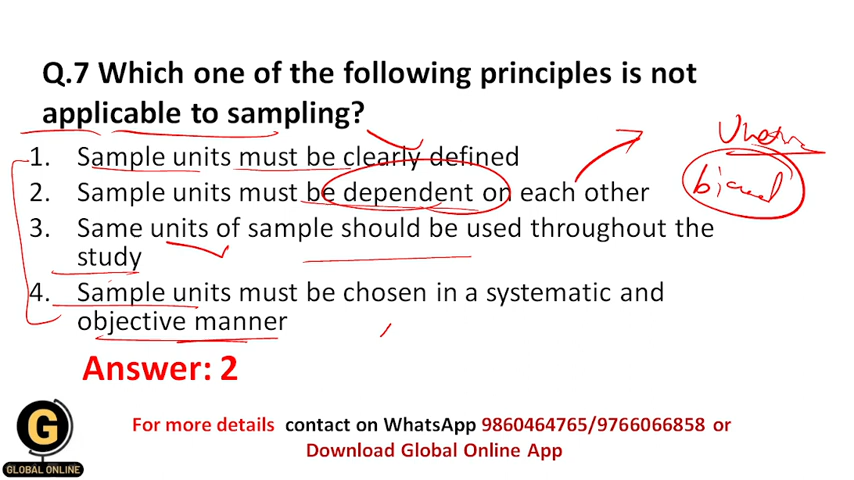 Q.7 Which one of the following principles is not
applicable to sampling?
1. Sample units must be clearly defined
2. Sample units must be dependent on each other
3. Same units of sample should be used throughout the
study
4. Sample units must be chosen in a systematic and
objective manner
biased
Answer: 2
For more details contact on WhatsApp 9860464765/9766066858 or
Download Global Online App
G
GLOBAL ONLINE